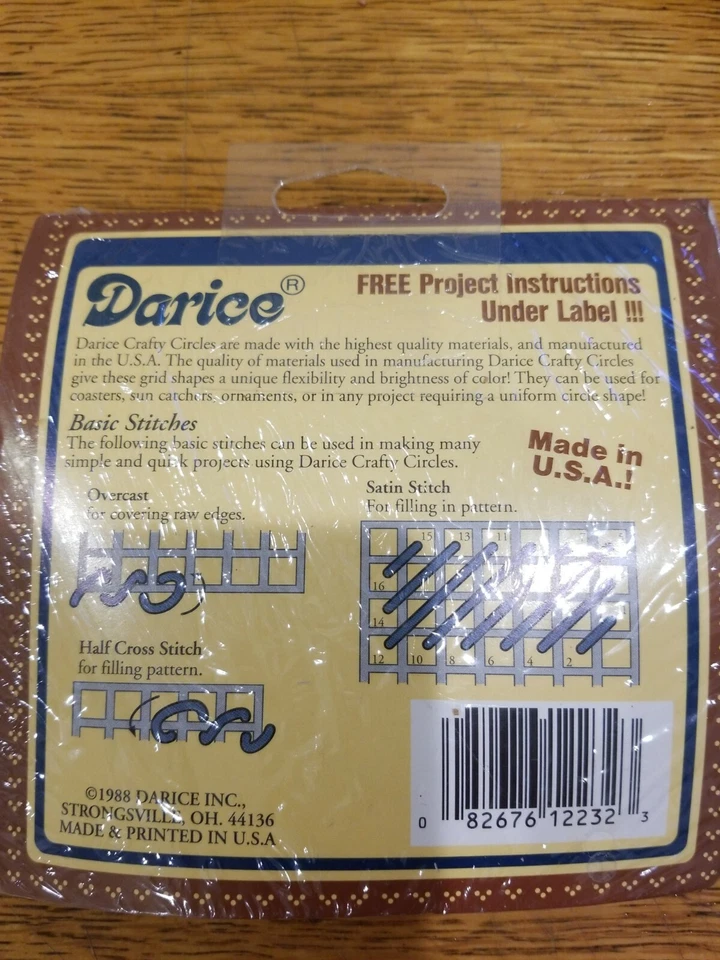 Darice®
FREE Project Instructions
Under Label !!!
Darice Crafty Circles are made with the highest quality materials, and manufactured
in the U.S.A. The quality of materials used in manufacturing Darice Crafty Circles
give these grid shapes a unique flexibility and brightness of color! They can be used for
coasters, sun catchers, ornaments, or in any project requiring a uniform circle shape!
Basic Stitches
The following basic stitches can be used in making many
simple and quick projects using Darice Crafty Circles.
Made in
U.S.A.!
Overcast
for covering raw edges.
Satin Stitch
For filling in pattern.
15 13 11
16
14
12 10 8 6 4 2
Half Cross Stitch
for filling pattern.
©1988 DARICE INC.,
STRONGSVILLE, OH. 44136
MADE & PRINTED IN U.S.A
0 82676 12232 3